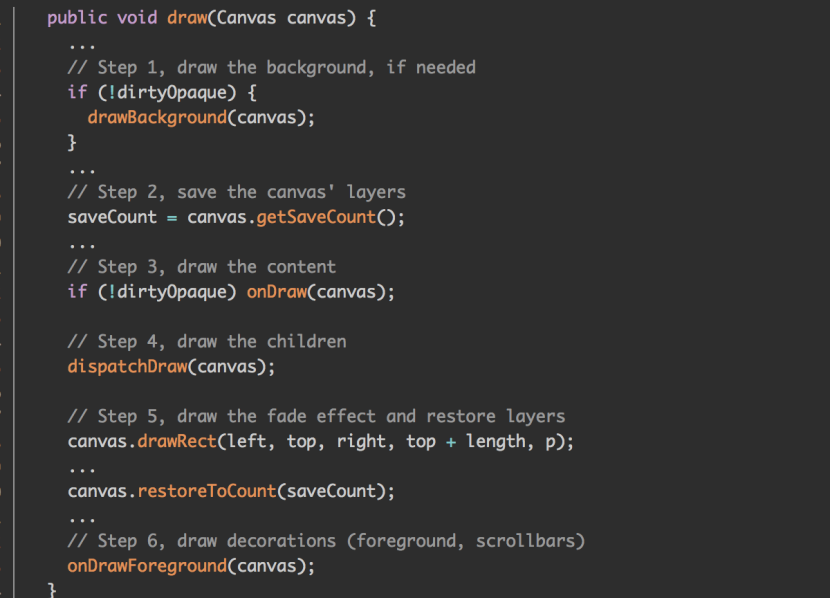 public void draw(Canvas canvas) {
...
// Step 1, draw the background, if needed
if (!dirtyOpaque) {
drawBackground(canvas);
}
...
// Step 2, save the canvas' layers
saveCount = canvas.getSaveCount();
...
// Step 3, draw the content
if (!dirtyOpaque) onDraw(canvas);
// Step 4, draw the children
dispatchDraw(canvas);
// Step 5, draw the fade effect and restore layers
canvas.drawRect(left, top, right, top + length, p);
...
canvas.restoreToCount(saveCount);
...
// Step 6, draw decorations (foreground, scrollbars)
onDrawForeground(canvas);
}